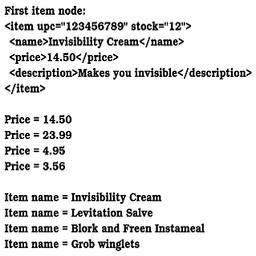 First item node:
<item upc="123456789" stock="12">
<name>Invisibility Cream</name>
<price>14.50</price>
<description>Makes you invisible</description>
</item>

Price = 14.50
Price = 23.99
Price = 4.95
Price = 3.56

Item name = Invisibility Cream
Item name = Levitation Salve
Item name = Blork and Freen Instameal
Item name = Grob winglets